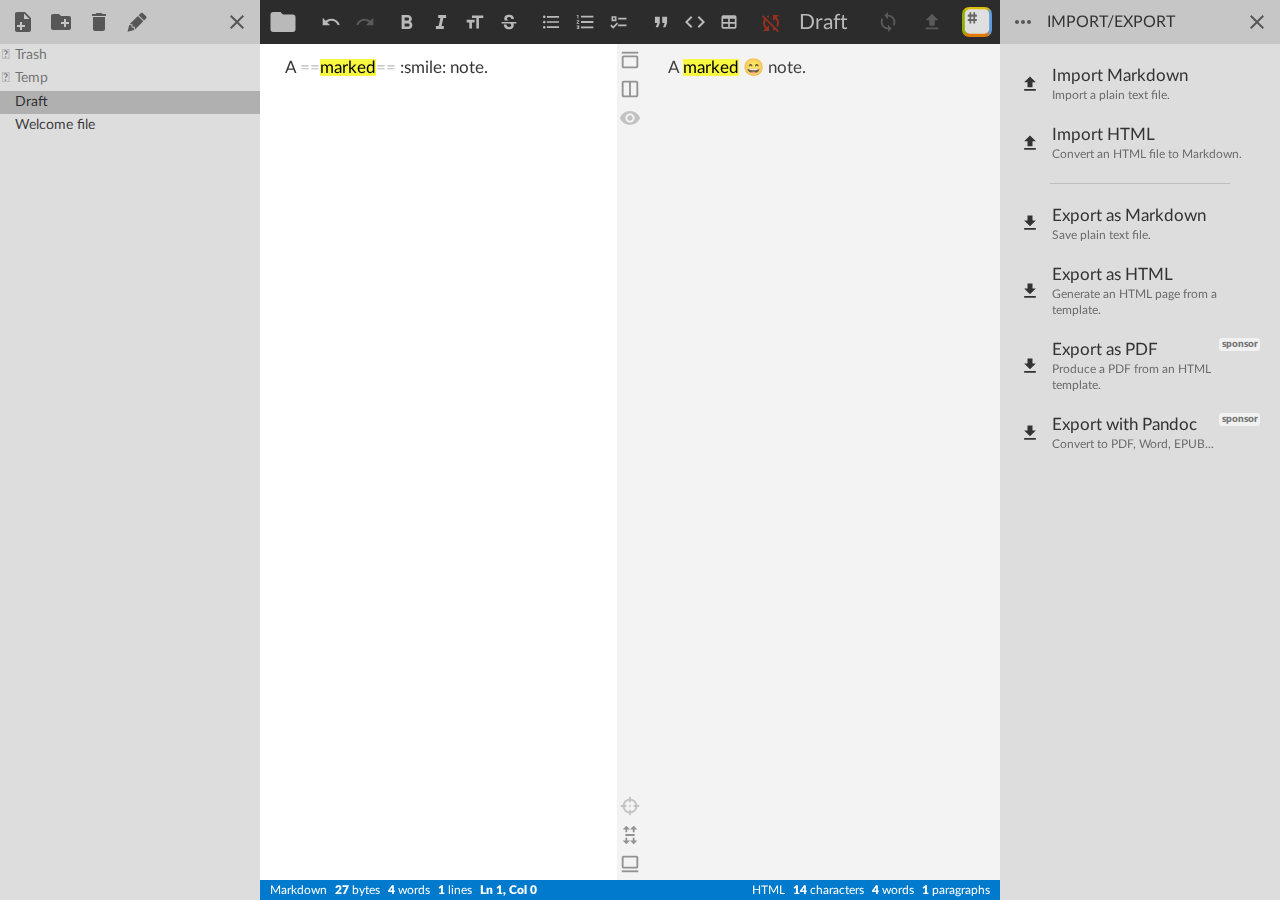 Trash
Temp
Draft
Welcome file
Draft
A ==marked== :smile: note.
A marked 😄 note.
IMPORT/EXPORT
Import Markdown
Import a plain text file.
Import HTML
Convert an HTML file to Markdown.
Export as Markdown
Save plain text file.
Export as HTML
Generate an HTML page from a
template.
Export as PDF
sponsor
Produce a PDF from an HTML
template.
Export with Pandoc
sponsor
Convert to PDF, Word, EPUB...
Markdown 27 bytes 4 words 1 lines Ln 1, Col 0
HTML 14 characters 4 words 1 paragraphs